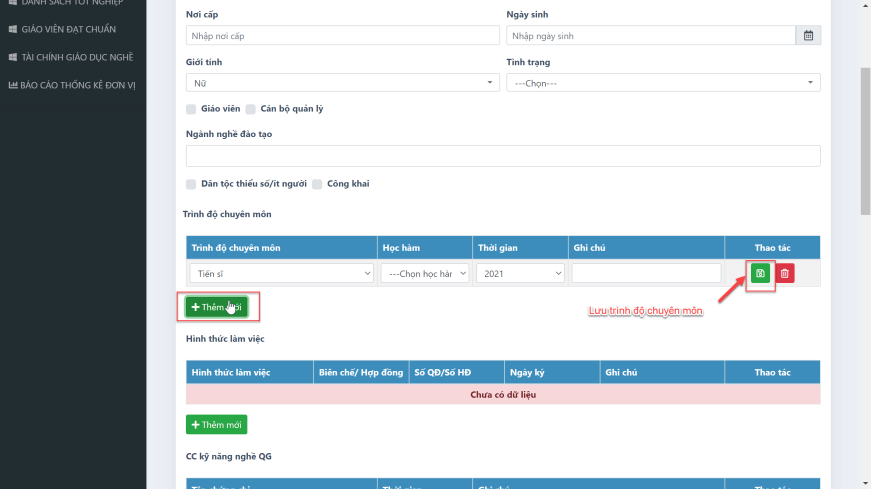 DANH SÁCH TỐT NGHIỆP
GIÁO VIÊN ĐẠT CHUẨN
TÀI CHÍNH GIÁO DỤC NGHỀ
BÁO CÁO THỐNG KÊ ĐƠN VỊ
Nơi cấp
Ngày sinh
Nhập nơi cấp
Nhập ngày sinh
Giới tính
Tình trạng
Nữ
---Chọn---
Giáo viên
Cán bộ quản lý
Ngành nghề đào tạo
Dân tộc thiểu số/ít người
Công khai
Trình độ chuyên môn
Trình độ chuyên môn
Học hàm
Thời gian
Ghi chú
Thao tác
Tiến sĩ
---Chọn học hàr
2021
Thêm mới
Lưu trình độ chuyên môn
Hình thức làm việc
Hình thức làm việc
Biên chế/ Hợp đồng
Số QĐ/Số HĐ
Ngày ký
Ghi chú
Thao tác
Chưa có dữ liệu
Thêm mới
CC kỹ năng nghề QG